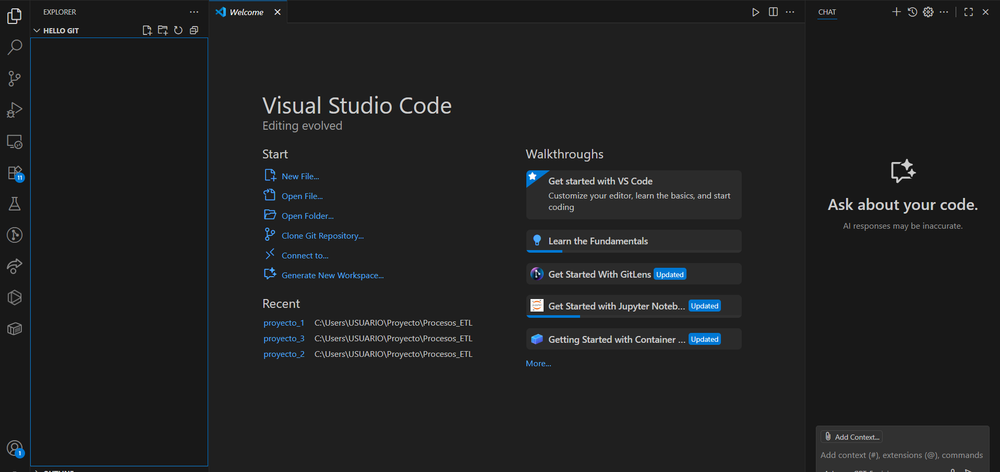 EXPLORER
HELLO GIT
11
1
Welcome
Visual Studio Code
Editing evolved
Start
New File...
Open File...
Open Folder...
Clone Git Repository...
Connect to...
Generate New Workspace...
Recent
proyecto_1 C:\Users\USUARIO\Proyecto\Procesos_ETL
proyecto_3 C:\Users\USUARIO\Proyecto\Procesos_ETL
proyecto_2 C:\Users\USUARIO\Proyecto\Procesos_ETL
Walkthroughs
Get started with VS Code
Customize your editor, learn the basics, and start
coding
Learn the Fundamentals
Get Started With GitLens Updated
Get Started with Jupyter Noteb... Updated
Getting Started with Container ... Updated
More...
CHAT
Ask about your code.
AI responses may be inaccurate.
Add Context...
Add context (#), extensions (@), commands
OUTLINE